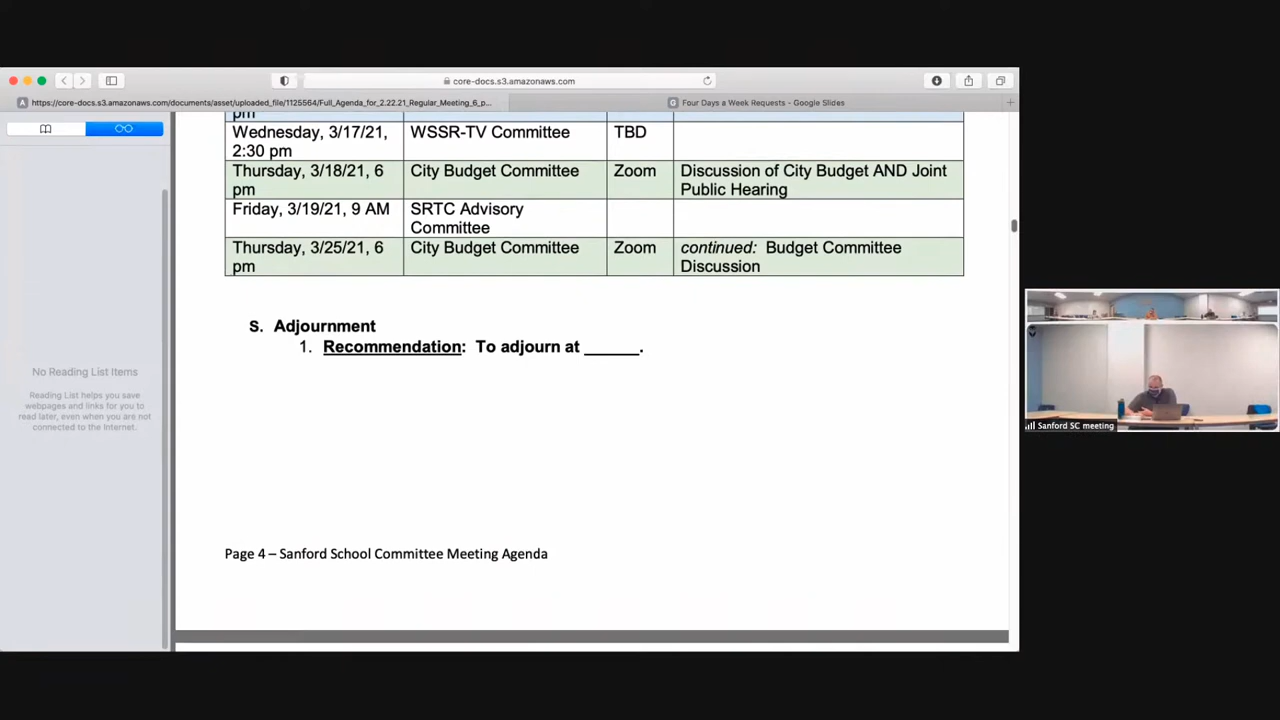 core-docs.s3.amazonaws.com
https://core-docs.s3.amazonaws.com/documents/asset/uploaded_file/1125564/Full_Agenda_for_2.22.21_Regular_Meeting_6_p...
Four Days a Week Requests - Google Slides
pm
Wednesday, 3/17/21, WSSR-TV Committee TBD
2:30 pm
Thursday, 3/18/21, 6 City Budget Committee Zoom Discussion of City Budget AND Joint
pm Public Hearing
Friday, 3/19/21, 9 AM SRTC Advisory
Committee
Thursday, 3/25/21, 6 City Budget Committee Zoom continued: Budget Committee
pm Discussion
S. Adjournment
1. Recommendation: To adjourn at ______.
Page 4 – Sanford School Committee Meeting Agenda
No Reading List Items
Reading List helps you save
webpages and links for you to
read later, even when you are not
connected to the Internet.
Sanford SC meeting